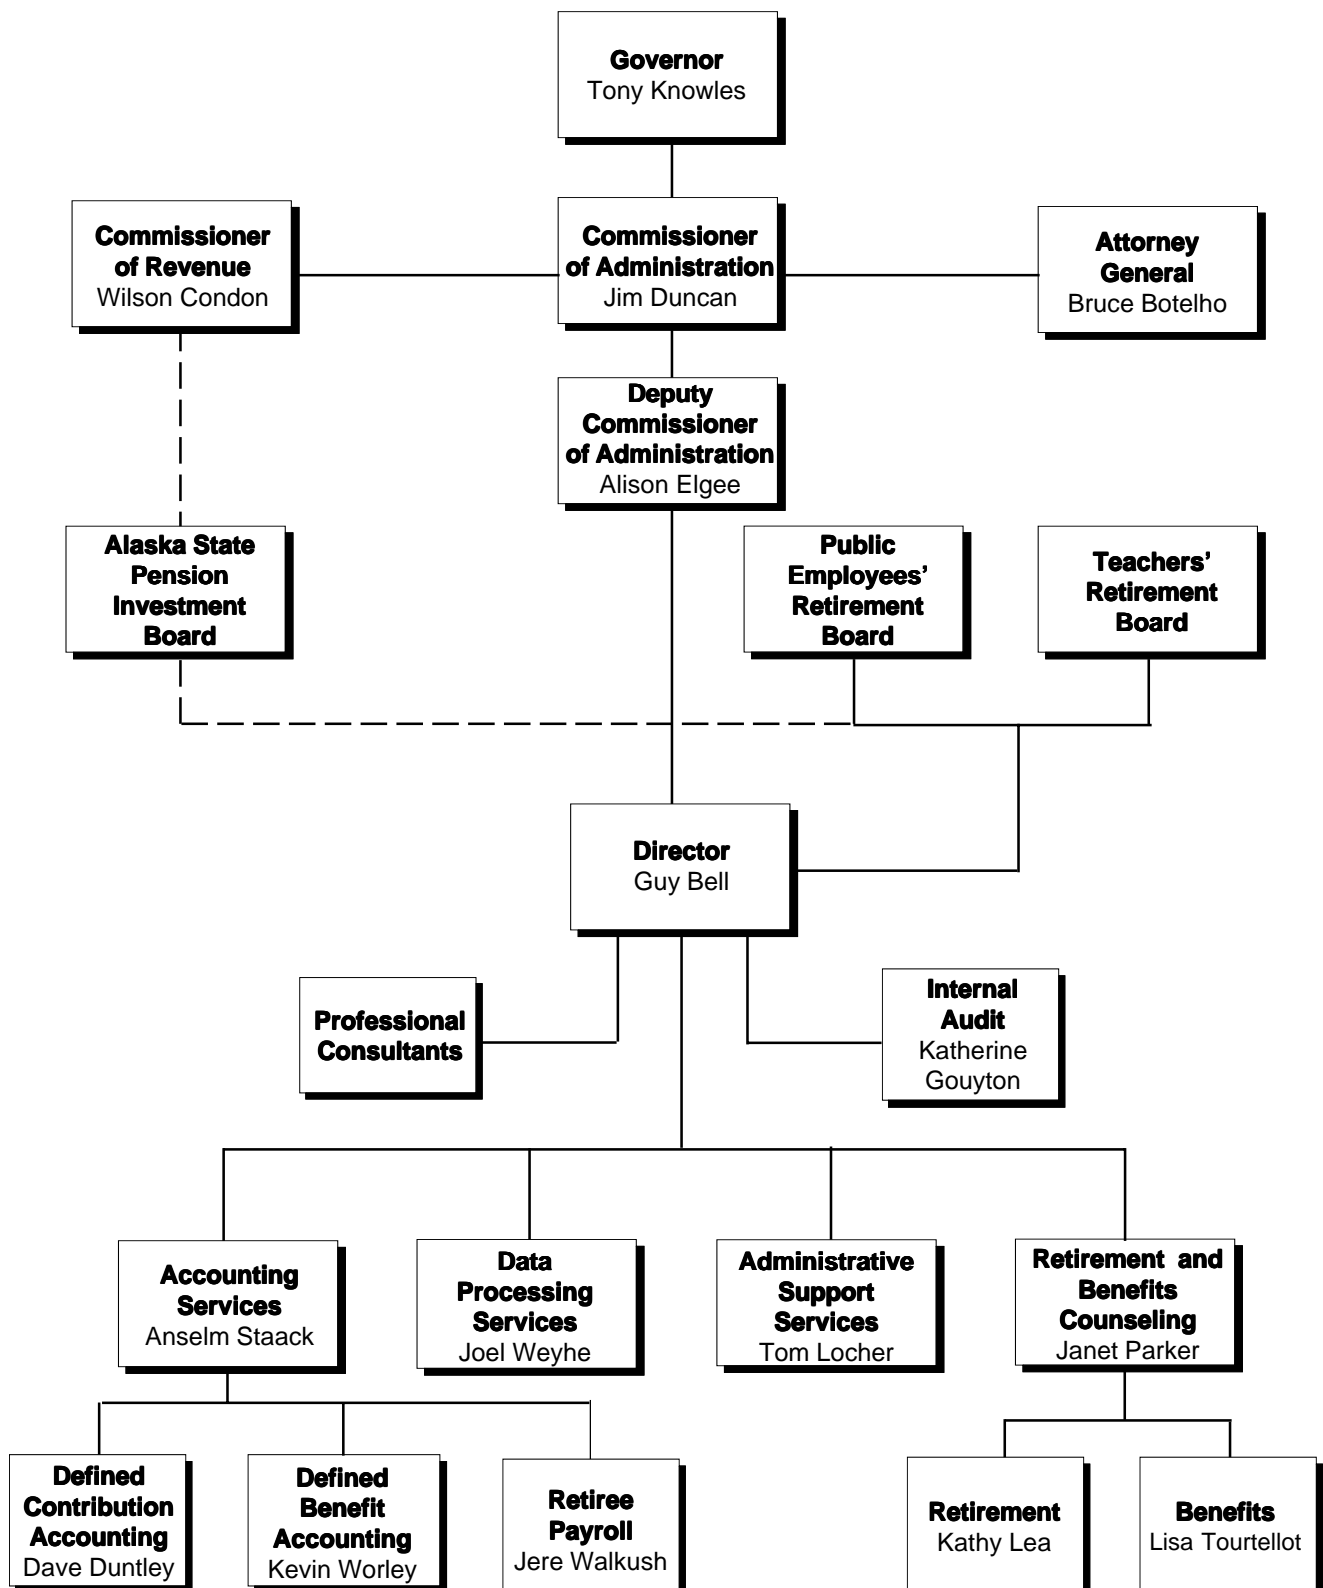 Governor
Tony Knowles
Commissioner
of Revenue
Wilson Condon
Commissioner
of Administration
Jim Duncan
Attorney
General
Bruce Botelho
Deputy
Commissioner
of Administration
Alison Elgee
Alaska State
Pension
Investment
Board
Public
Employees’
Retirement
Board
Teachers’
Retirement
Board
Director
Guy Bell
Professional
Consultants
Internal
Audit
Katherine
Gouyton
Accounting
Services
Anselm Staack
Data
Processing
Services
Joel Weyhe
Administrative
Support
Services
Tom Locher
Retirement and
Benefits
Counseling
Janet Parker
Defined
Contribution
Accounting
Dave Duntley
Defined
Benefit
Accounting
Kevin Worley
Retiree
Payroll
Jere Walkush
Retirement
Kathy Lea
Benefits
Lisa Tourtellot